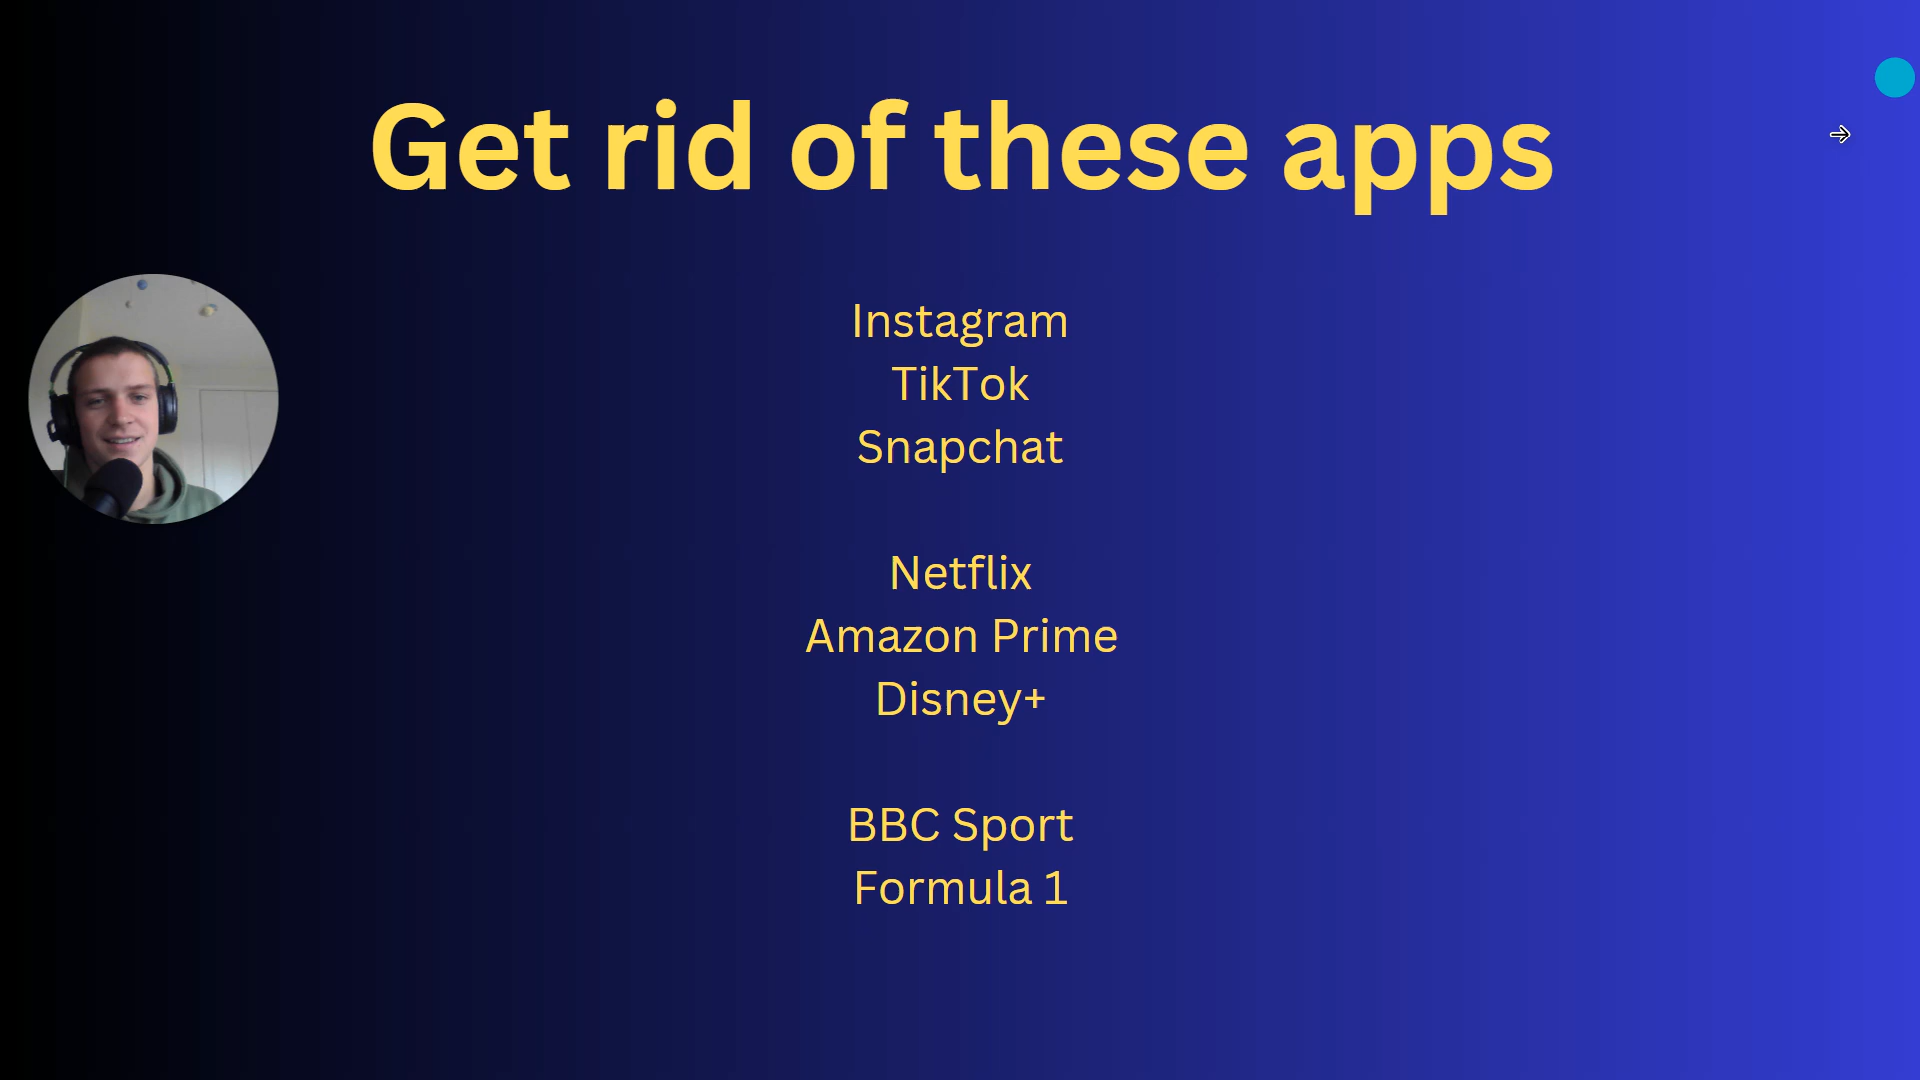 Get rid of these apps
Instagram
TikTok
Snapchat
Netflix
Amazon Prime
Disney+
BBC Sport
Formula 1